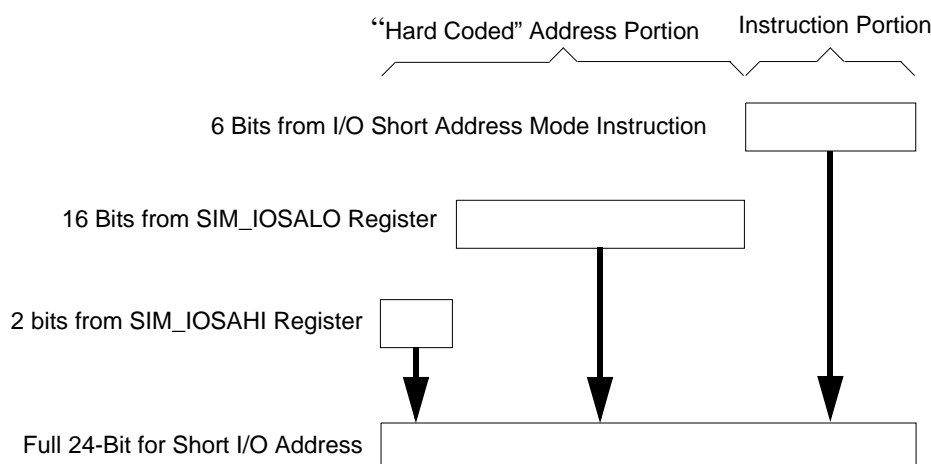 “Hard Coded” Address Portion
Instruction Portion
6 Bits from I/O Short Address Mode Instruction
16 Bits from SIM_IOSALO Register
2 bits from SIM_IOSAHI Register
Full 24-Bit for Short I/O Address